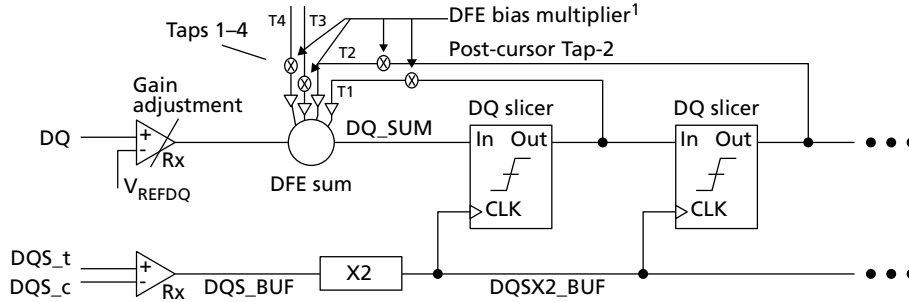 T4 T3
DFE bias multiplier1
Taps 1–4
T2
Post-cursor Tap-2
T1
Gain
adjustment
DQ slicer
DQ slicer
DQ
+
-
Rx
DQ_SUM
In Out
In Out
VREFDQ
DFE sum
CLK
CLK
DQS_t
DQS_c
+
-
Rx
DQS_BUF
X2
DQSX2_BUF
X
X
X
X